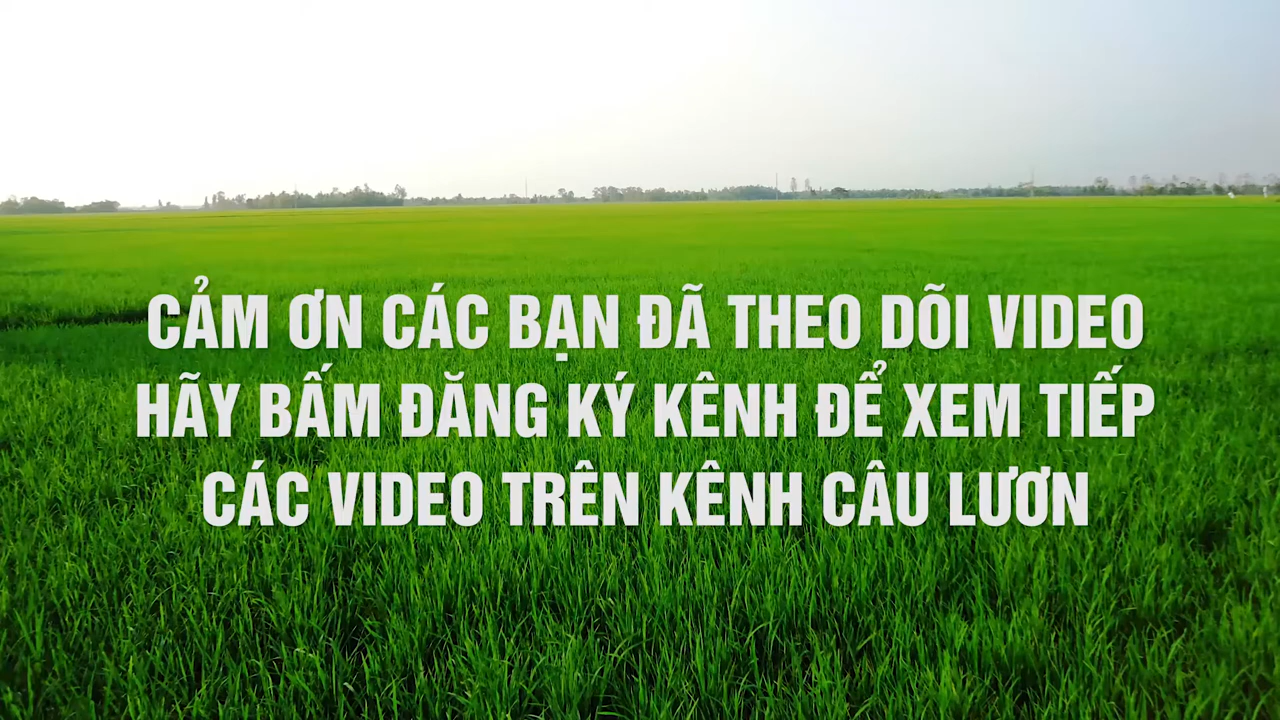 CẢM ƠN CÁC BẠN ĐÃ THEO DÕI VIDEO
HÃY BẤM ĐĂNG KÝ KÊNH ĐỂ XEM TIẾP
CÁC VIDEO TRÊN KÊNH CÂU LƯƠN